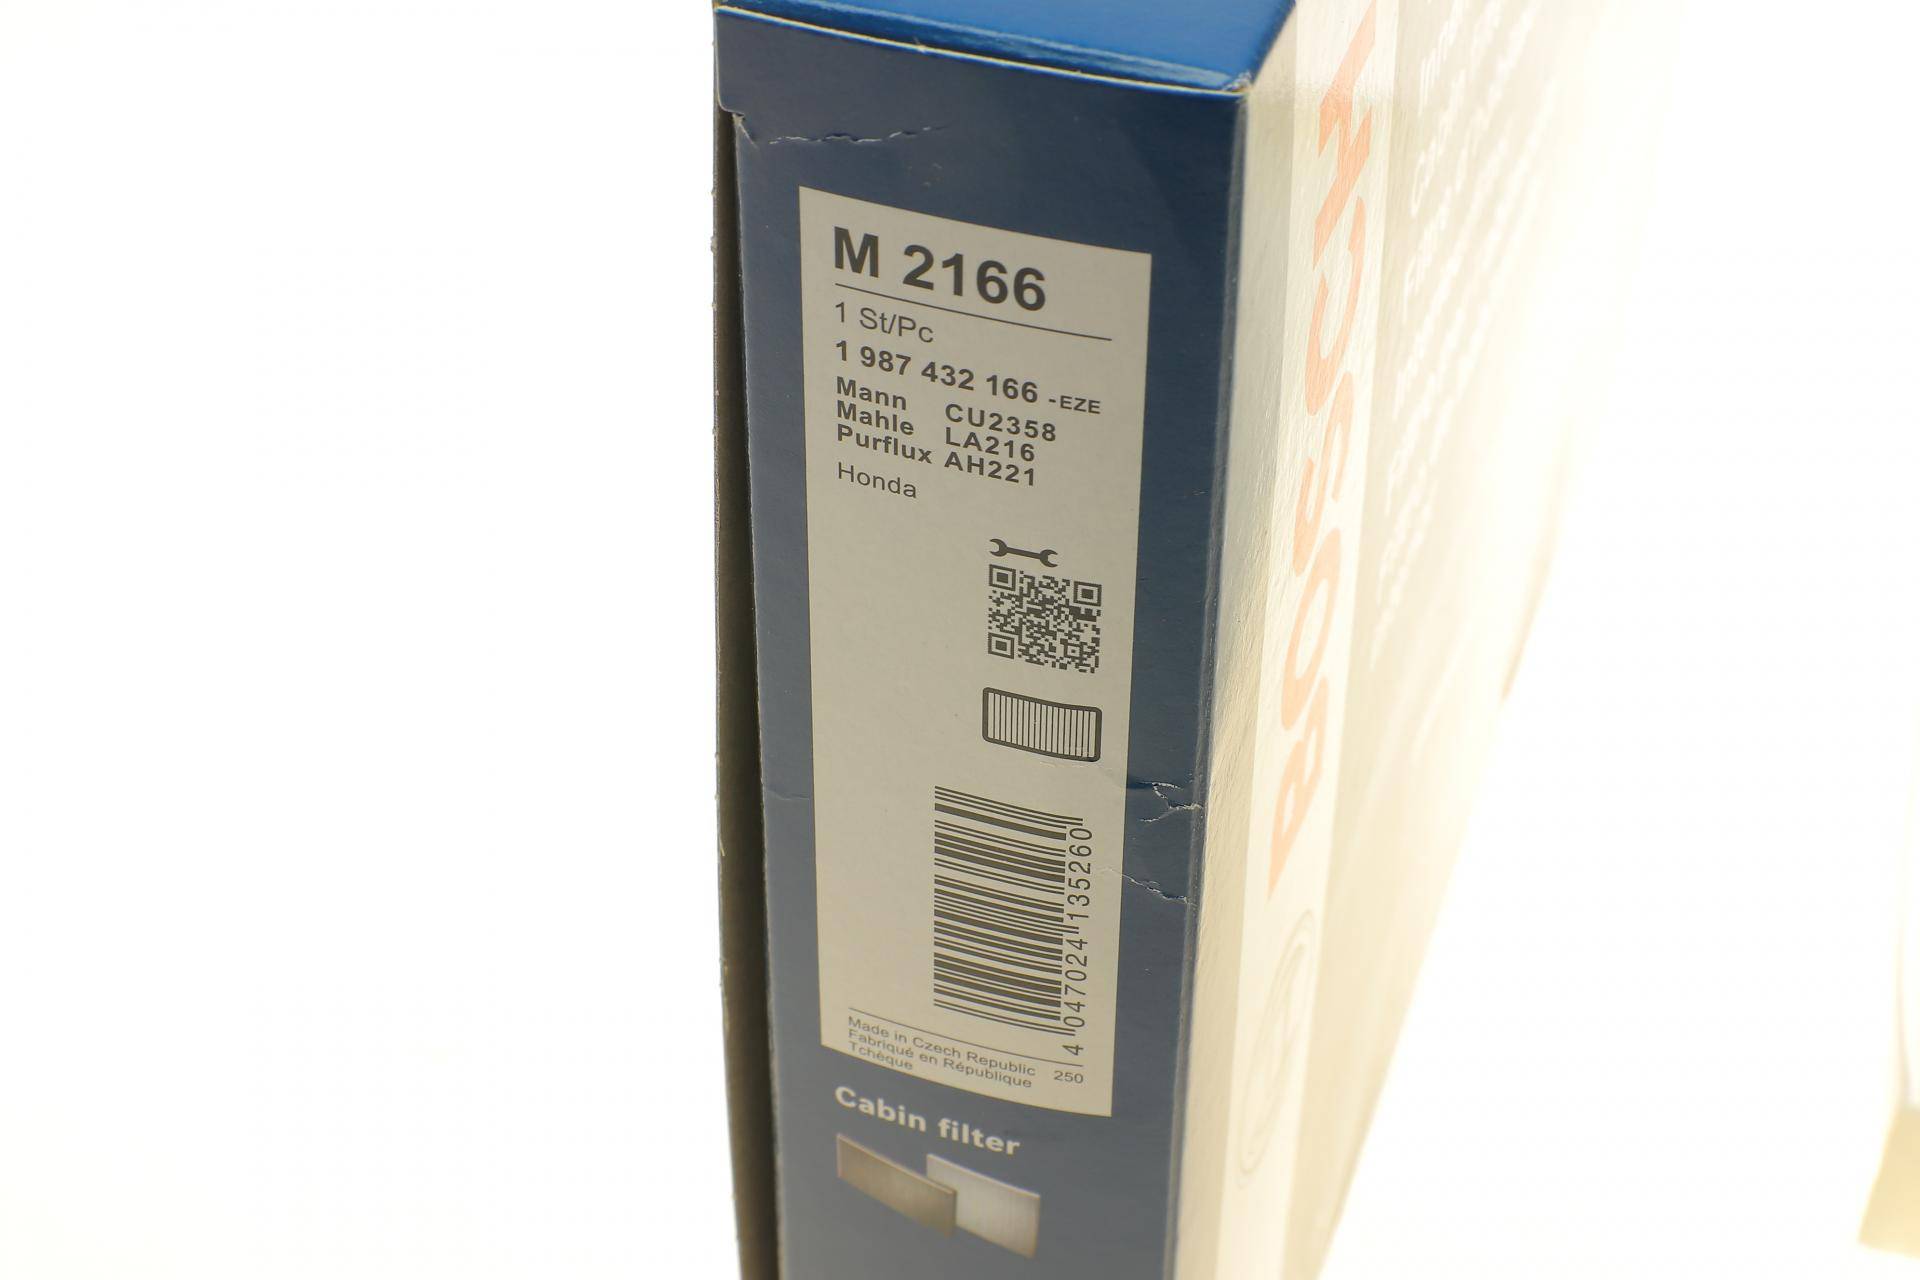 M 2166
1 St/Pc
1 987 432 166 -EZE
Mann CU2358
Mahle LA216
Purflux AH221
Honda
4 047024 135260
Made in Czech Republic
Fabriqué en République
Tchèque
250
Cabin filter
BOSCH